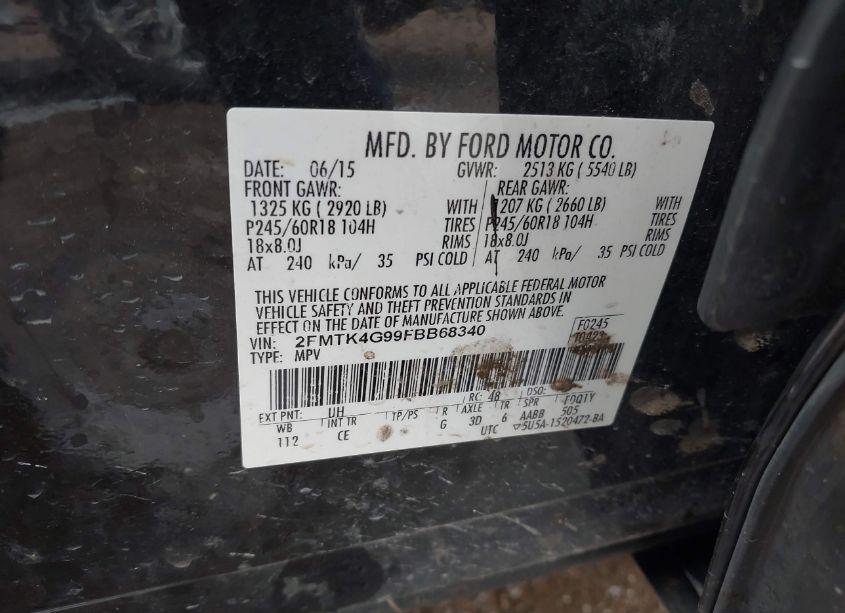 MFD. BY FORD MOTOR CO.
DATE: 06/15 GVWR: 2513 KG ( 5540 LB)
FRONT GAWR: REAR GAWR:
1325 KG ( 2920 LB) WITH 1207 KG ( 2660 LB) WITH
P245/60R18 104H TIRES P245/60R18 104H TIRES
18x8.0J RIMS 18x8.0J RIMS
AT 240 kPa/ 35 PSI COLD AT 240 kPa/ 35 PSI COLD
THIS VEHICLE CONFORMS TO ALL APPLICABLE FEDERAL MOTOR
VEHICLE SAFETY AND THEFT PREVENTION STANDARDS IN
EFFECT ON THE DATE OF MANUFACTURE SHOWN ABOVE.
VIN: 2FMTK4G99FBB68340 F0245
TYPE: MPV
RC: 48 DSO:
EXT PNT: UH F0QTY
WB INT TR TP/PS R AXLE TR SPR 505
112 CE G 3D 6 AABB
UTC ▽5U5A-1520472-BA